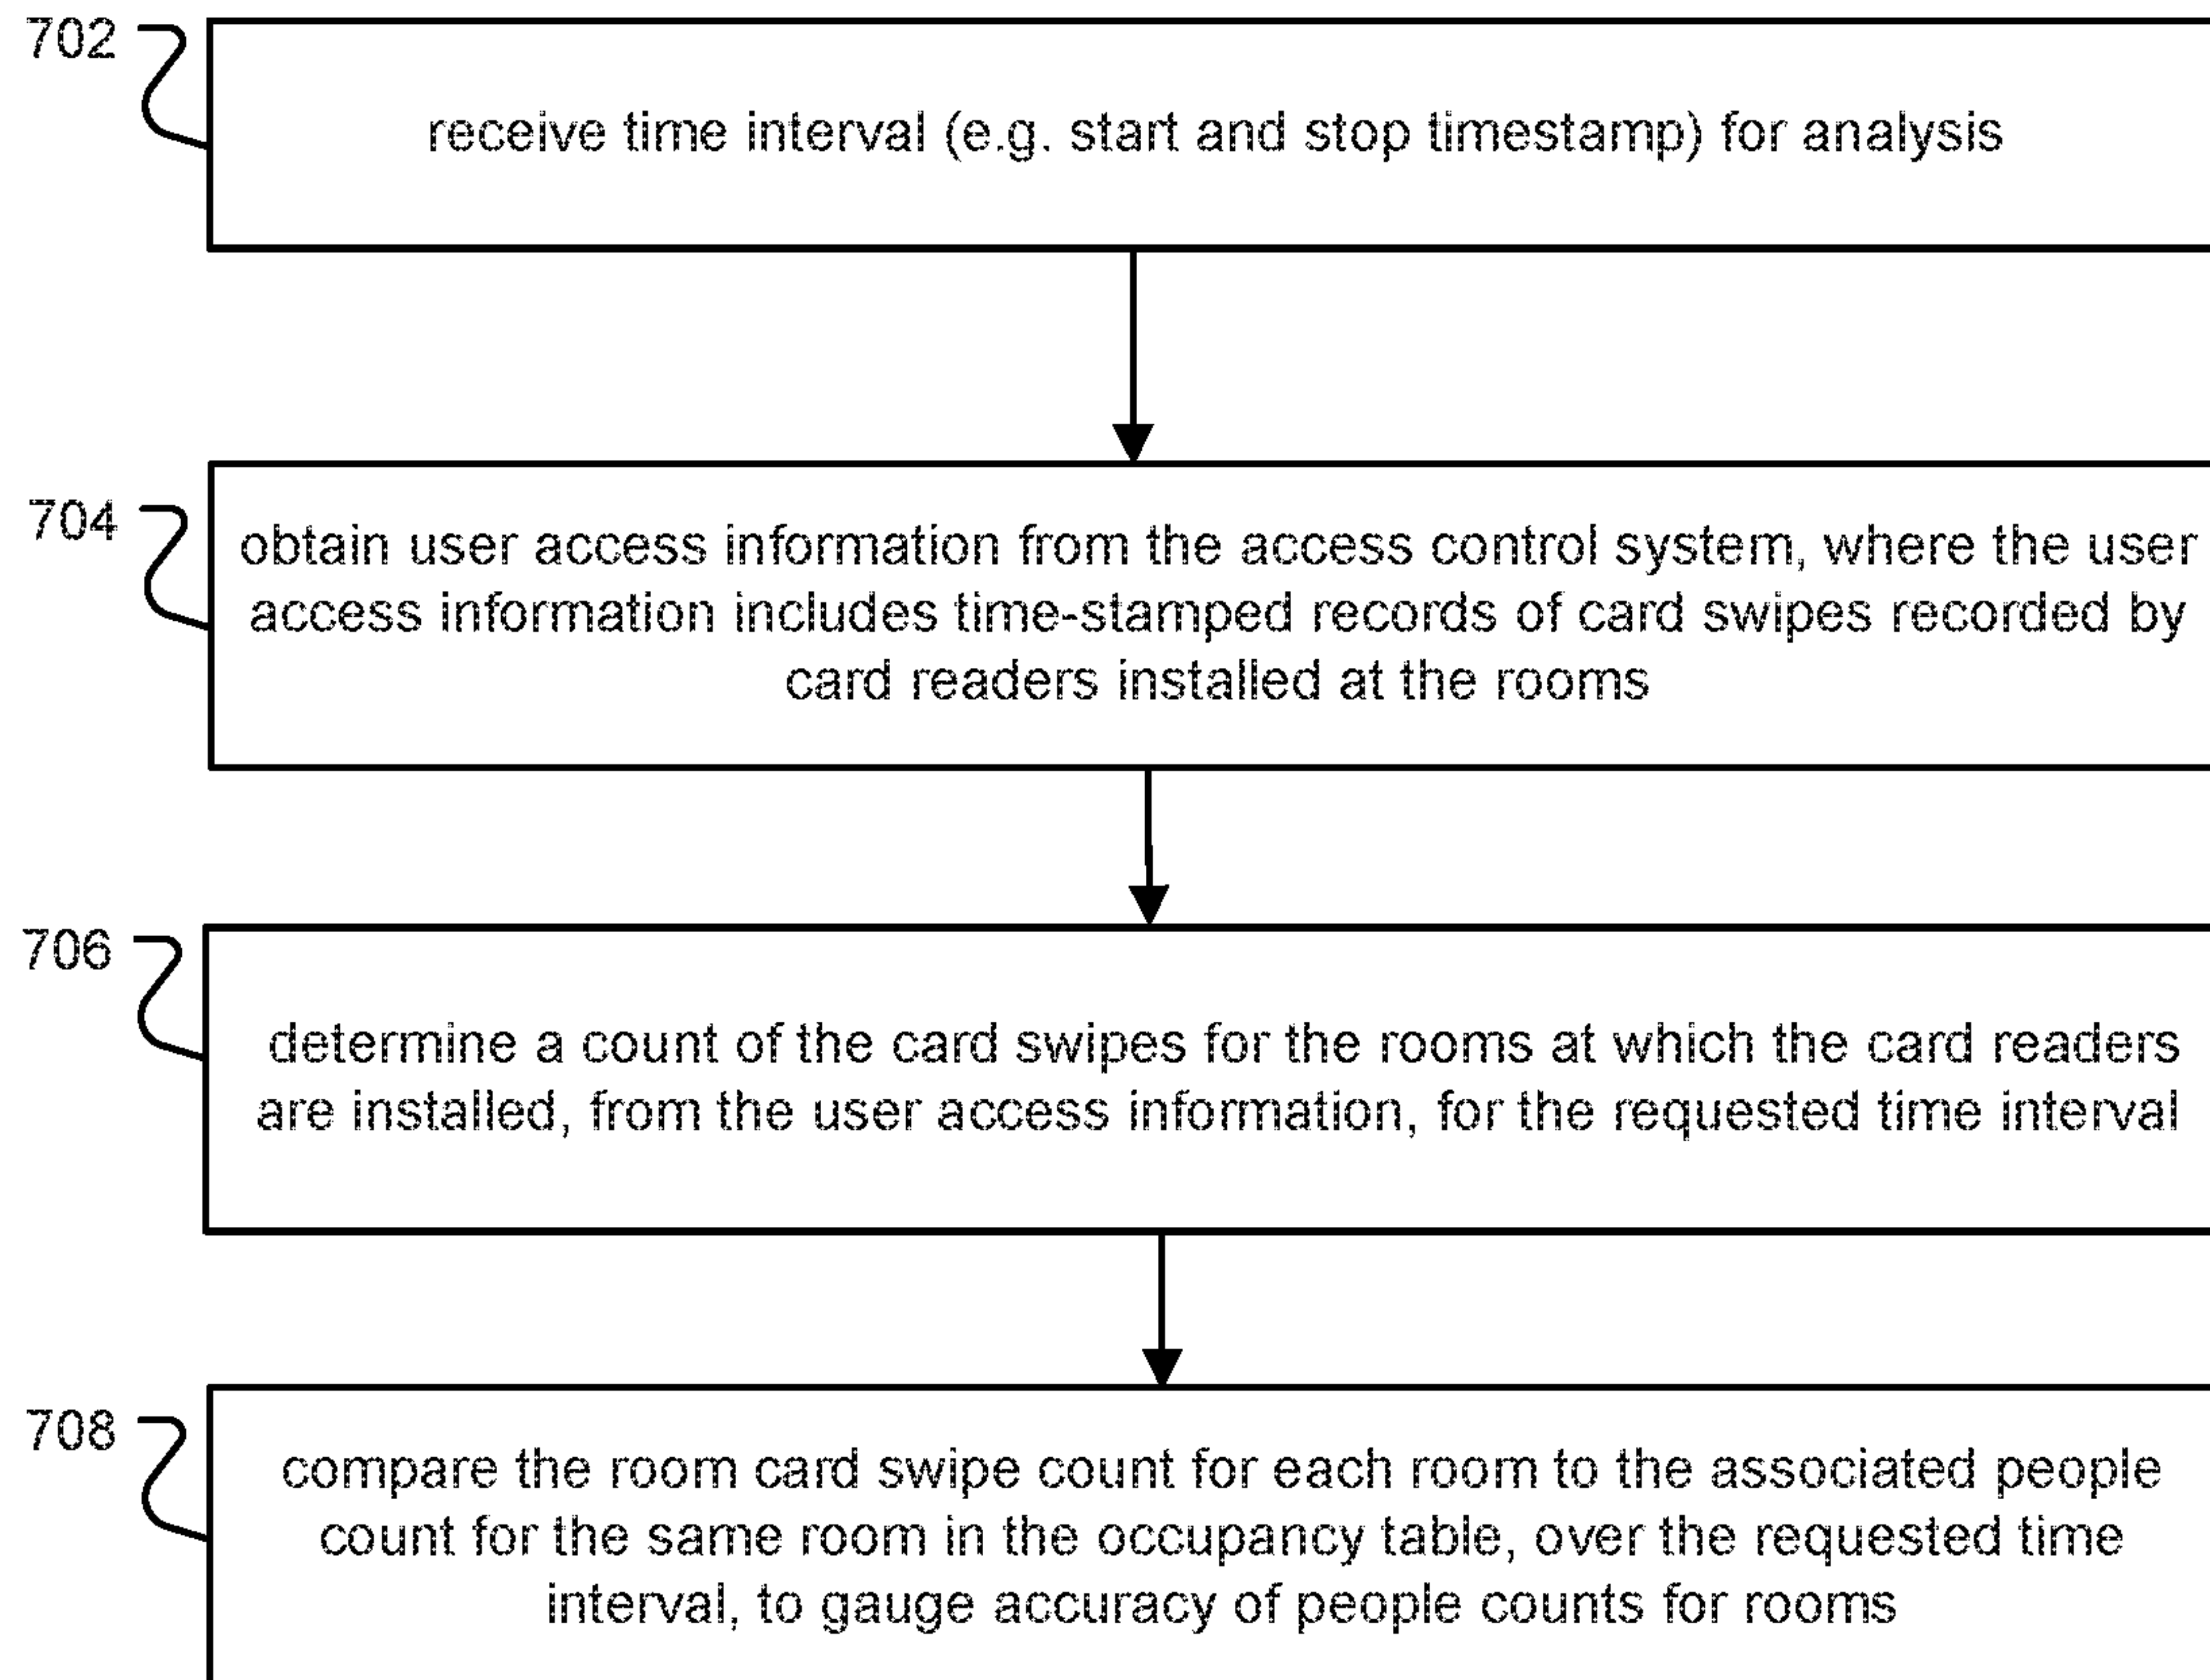 702
receive time interval (e.g. start and stop timestamp) for analysis
704
obtain user access information from the access control system, where the user
access information includes time-stamped records of card swipes recorded by
card readers installed at the rooms
706
determine a count of the card swipes for the rooms at which the card readers
are installed, from the user access information, for the requested time interval
708
compare the room card swipe count for each room to the associated people
count for the same room in the occupancy table, over the requested time
interval, to gauge accuracy of people counts for rooms